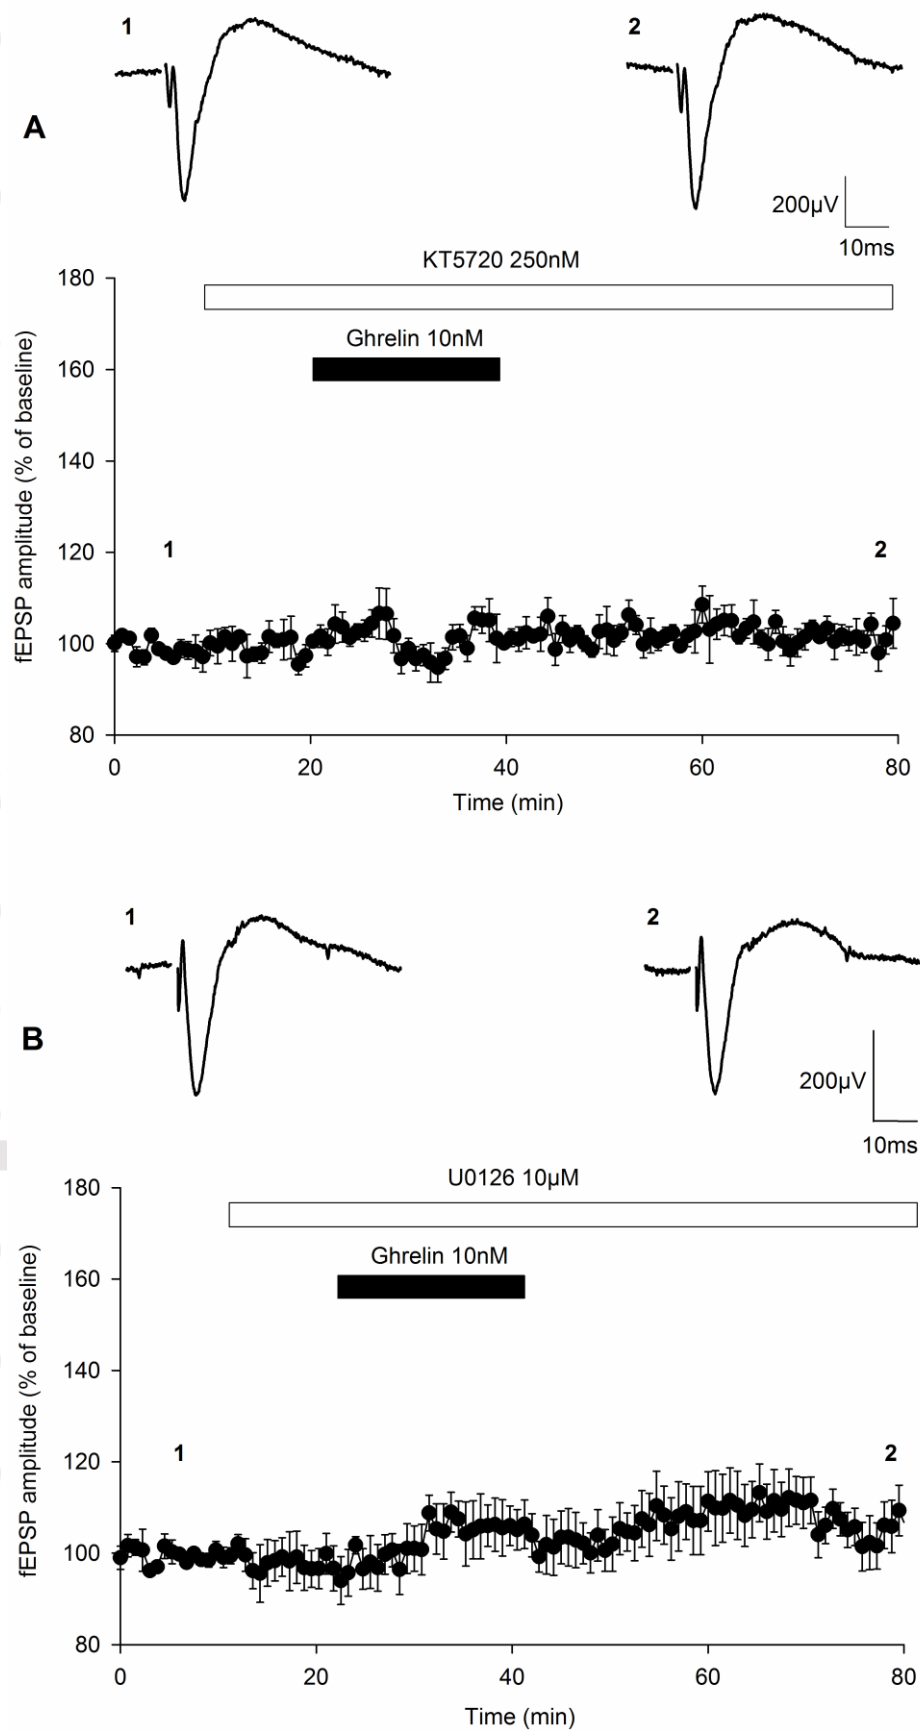 1
2
A
200µV
10ms
KT5720 250nM
180
Ghrelin 10nM
160
140
120
1
2
100
80
0
20
40
60
80
fEPSP amplitude (% of baseline)
Time (min)
1
2
B
200µV
10ms
U0126 10µM
180
Ghrelin 10nM
160
140
120
1
2
100
80
0
20
40
60
80
fEPSP amplitude (% of baseline)
Time (min)